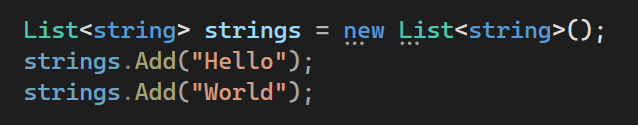 List<string> strings = new List<string>();
strings.Add("Hello");
strings.Add("World");